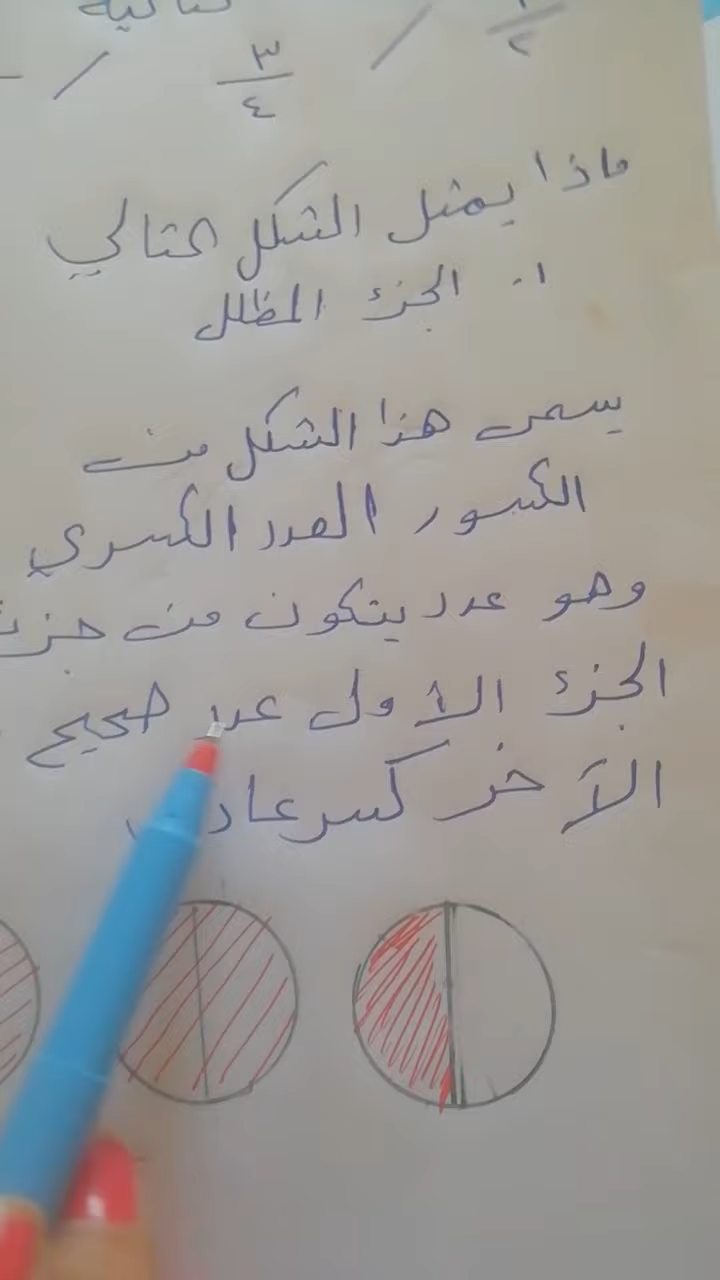 ٣/٤
ماذا يمثل الشكل التالي
١. الجزء المظلل
يسمى هذا الشكل من
الكسور العدد الكسري
وهو عدد يتكون من
الجزء الأول عدد صحيح
الآخر كسر عادي